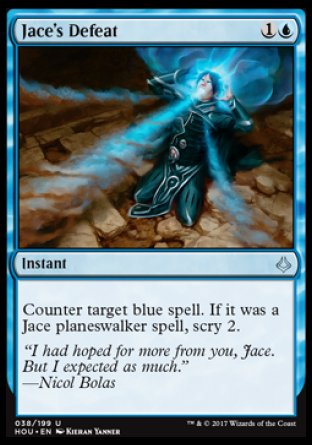 Jace's Defeat 1
Instant
Counter target blue spell. If it was a
Jace planeswalker spell, scry 2.
“I had hoped for more from you, Jace.
But I expected as much.”
—Nicol Bolas
038/199 U
HOU • EN Kieran Yanner
™ & © 2017 Wizards of the Coast